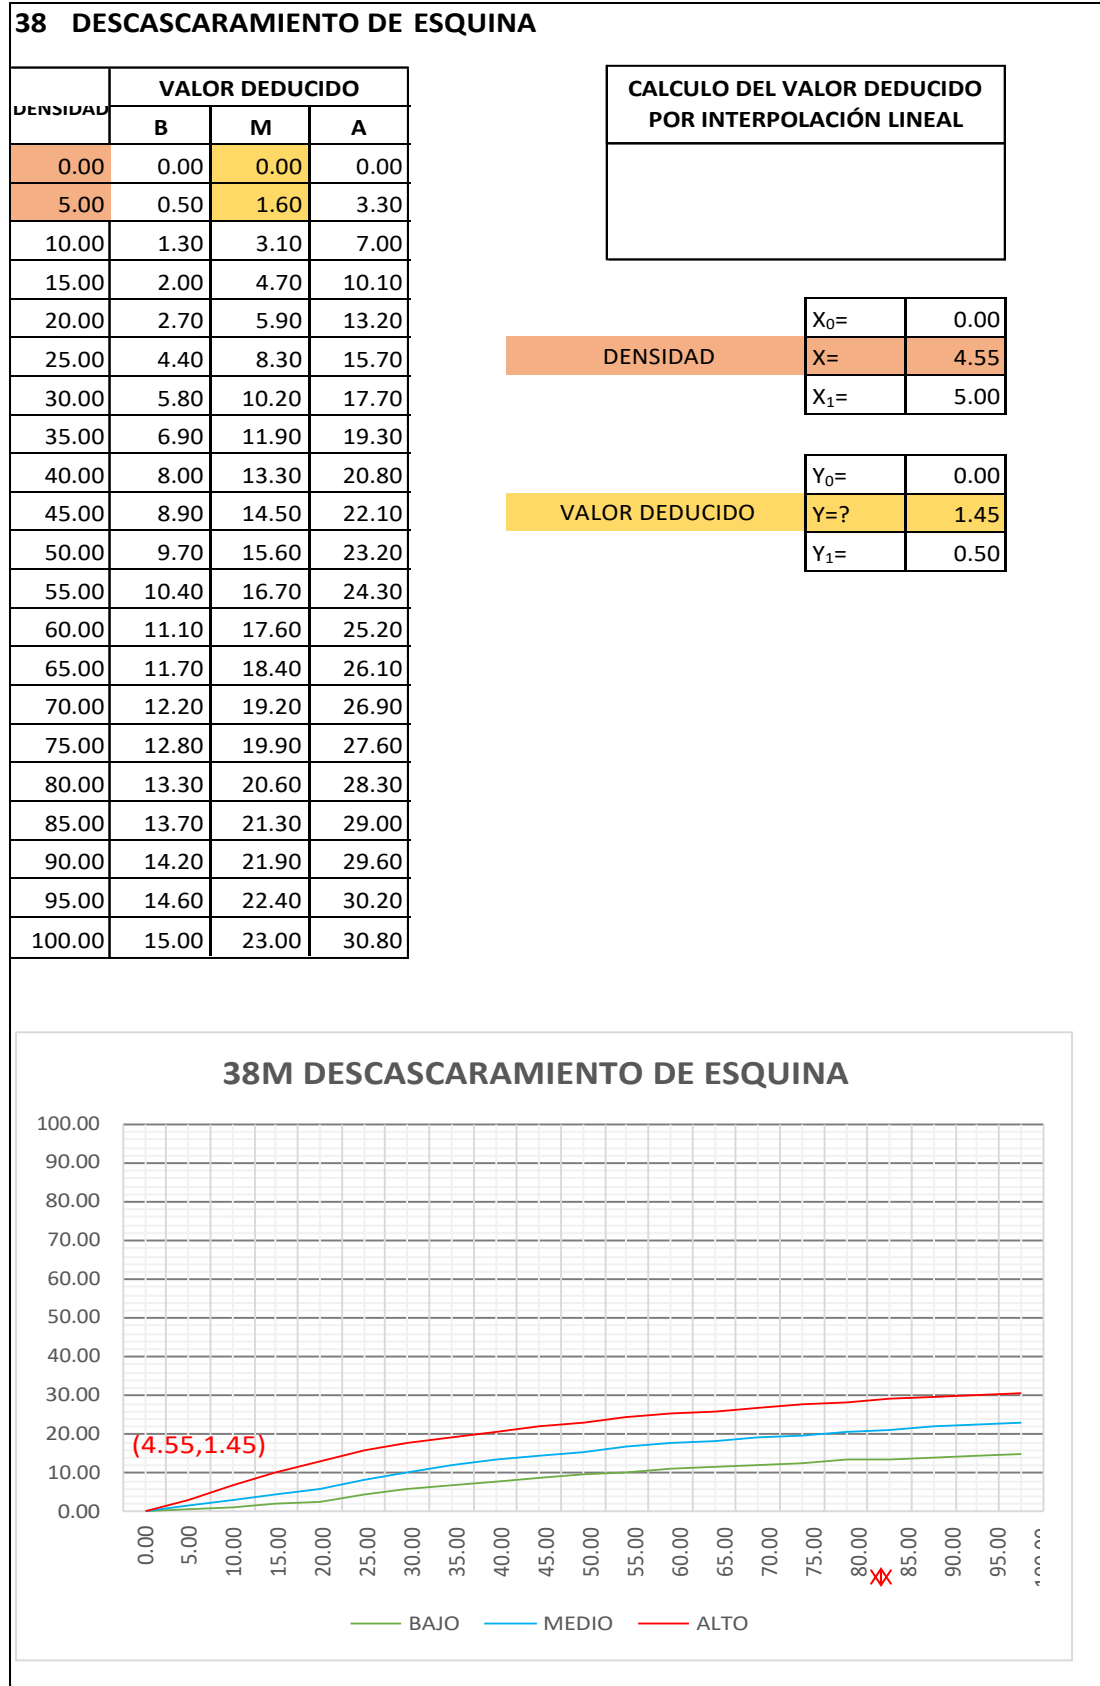 38 DESCASCARAMIENTO DE ESQUINA
DENSIDAD VALOR DEDUCIDO
B M A
0.00 0.00 0.00 0.00
5.00 0.50 1.60 3.30
10.00 1.30 3.10 7.00
15.00 2.00 4.70 10.10
20.00 2.70 5.90 13.20
25.00 4.40 8.30 15.70
30.00 5.80 10.20 17.70
35.00 6.90 11.90 19.30
40.00 8.00 13.30 20.80
45.00 8.90 14.50 22.10
50.00 9.70 15.60 23.20
55.00 10.40 16.70 24.30
60.00 11.10 17.60 25.20
65.00 11.70 18.40 26.10
70.00 12.20 19.20 26.90
75.00 12.80 19.90 27.60
80.00 13.30 20.60 28.30
85.00 13.70 21.30 29.00
90.00 14.20 21.90 29.60
95.00 14.60 22.40 30.20
100.00 15.00 23.00 30.80
CALCULO DEL VALOR DEDUCIDO
POR INTERPOLACIÓN LINEAL
X₀= 0.00
DENSIDAD X= 4.55
X₁= 5.00
Y₀= 0.00
VALOR DEDUCIDO Y=? 1.45
Y₁= 0.50
38M DESCASCARAMIENTO DE ESQUINA
100.00
90.00
80.00
70.00
60.00
50.00
40.00
30.00
20.00
10.00
0.00
(4.55,1.45)
0.00 5.00 10.00 15.00 20.00 25.00 30.00 35.00 40.00 45.00 50.00 55.00 60.00 65.00 70.00 75.00 80.00 85.00 90.00 95.00 100.00
BAJO MEDIO ALTO